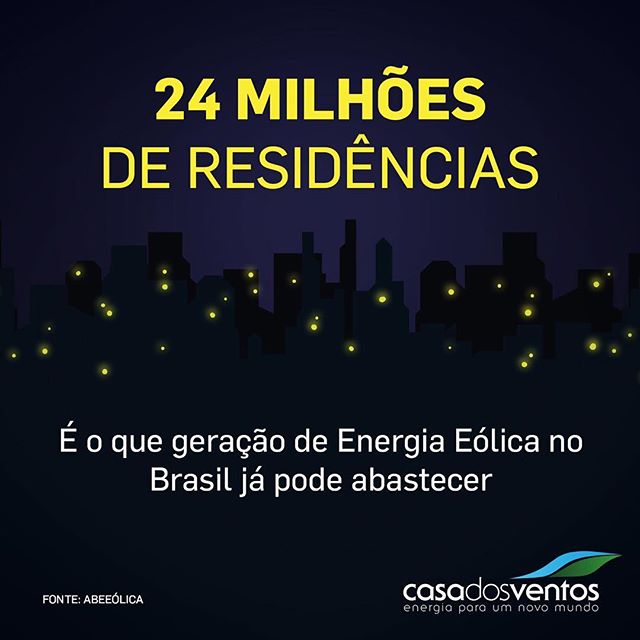 24 MILHÕES
DE RESIDÊNCIAS
É o que geração de Energia Eólica no
Brasil já pode abastecer
casadosventos
energia para um novo mundo
FONTE: ABEEÓLICA